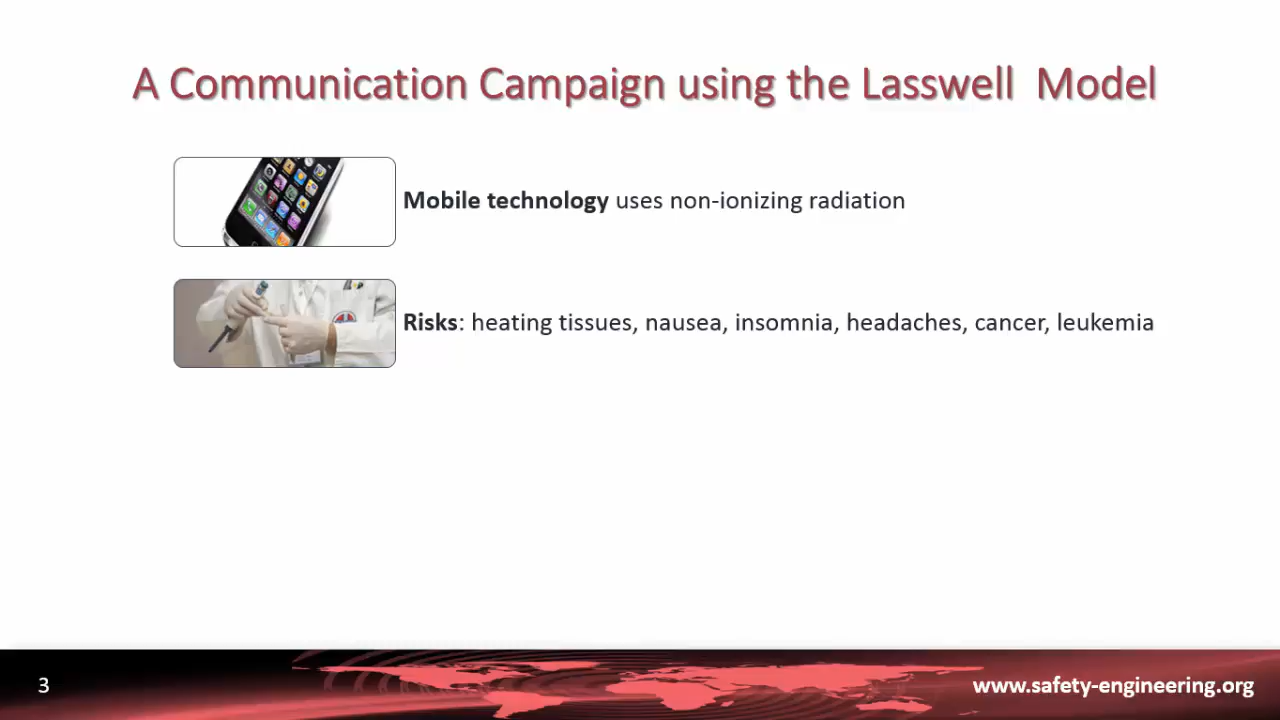 A Communication Campaign using the Lasswell Model
Mobile technology uses non-ionizing radiation
Risks: heating tissues, nausea, insomnia, headaches, cancer, leukemia
3
www.safety-engineering.org